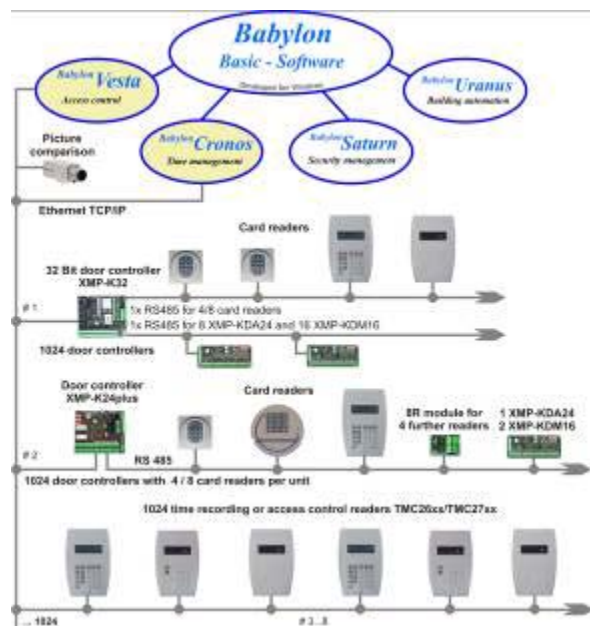 Babylon
Basic - Software
Developed for Windows
Babylon Vesta
Access control
Babylon Uranus
Building automation
Babylon Cronos
Time management
Babylon Saturn
Security management
Picture
comparison
Ethernet TCP/IP
Card readers
32 Bit door controller
XMP-K32
# 1
1x RS485 for 4/8 card readers
1x RS485 for 8 XMP-KDA24 and 16 XMP-KDM16
1024 door controllers
Door controller
XMP-K24plus
Card readers
8R module for
4 further readers
1 XMP-KDA24
2 XMP-KDM16
# 2
RS 485
1024 door controllers with 4 / 8 card readers per unit
1024 time recording or access control readers TMC26xx/TMC27xx
... 1024
# 3 ... 8